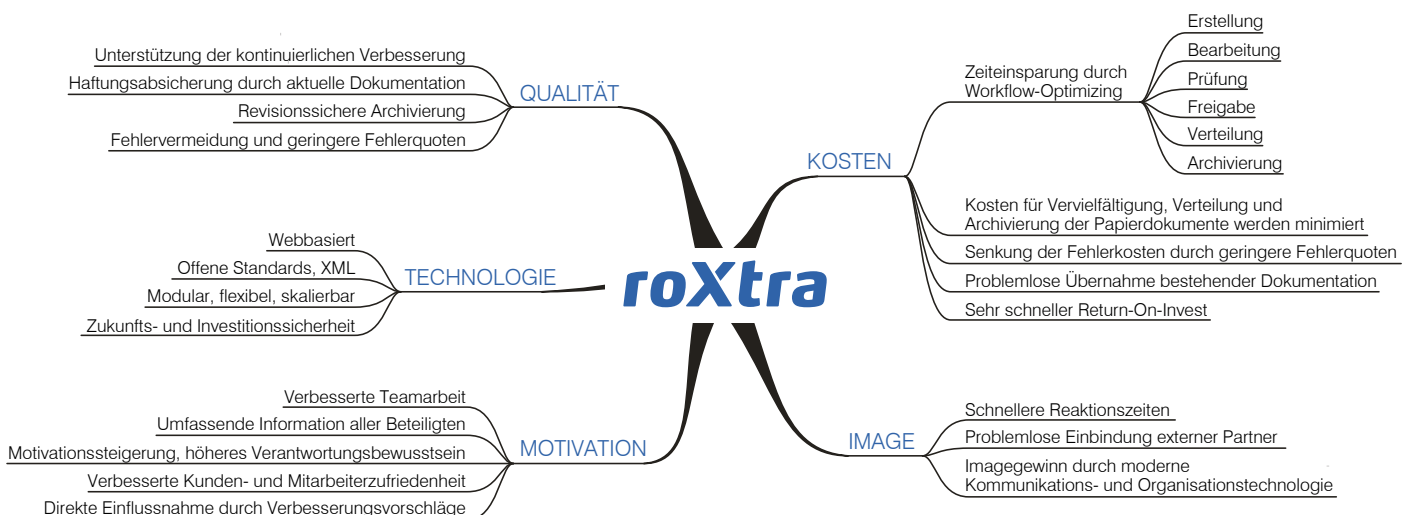 QUALITÄT
Unterstützung der kontinuierlichen Verbesserung
Haftungsabsicherung durch aktuelle Dokumentation
Revisionssichere Archivierung
Fehlervermeidung und geringere Fehlerquoten
TECHNOLOGIE
Webbasiert
Offene Standards, XML
Modular, flexibel, skalierbar
Zukunfts- und Investitionssicherheit
MOTIVATION
Verbesserte Teamarbeit
Umfassende Information aller Beteiligten
Motivationssteigerung, höheres Verantwortungsbewusstsein
Verbesserte Kunden- und Mitarbeiterzufriedenheit
Direkte Einflussnahme durch Verbesserungsvorschläge
roXtra
KOSTEN
Zeiteinsparung durch
Workflow-Optimizing
Erstellung
Bearbeitung
Prüfung
Freigabe
Verteilung
Archivierung
Kosten für Vervielfältigung, Verteilung und
Archivierung der Papierdokumente werden minimiert
Senkung der Fehlerkosten durch geringere Fehlerquoten
Problemlose Übernahme bestehender Dokumentation
Sehr schneller Return-On-Invest
IMAGE
Schnellere Reaktionszeiten
Problemlose Einbindung externer Partner
Imagegewinn durch moderne
Kommunikations- und Organisationstechnologie